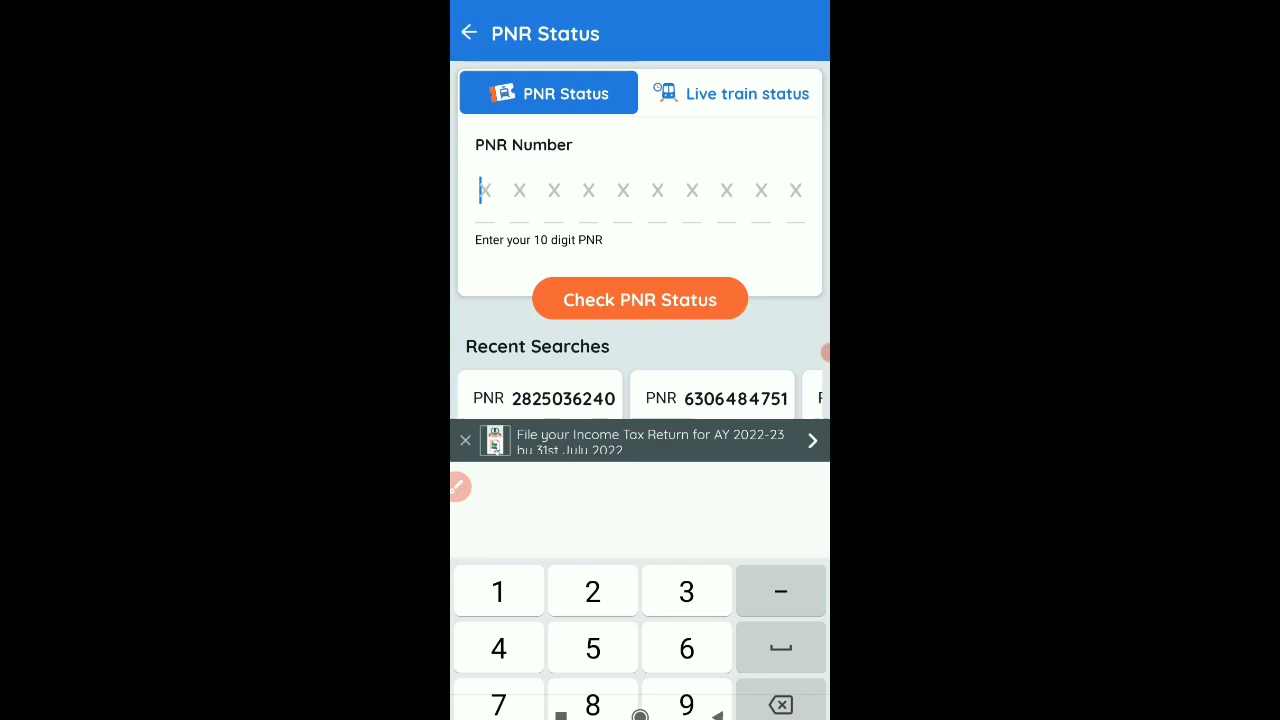 PNR Status
PNR Status
Live train status
PNR Number
X X X X X X X X X X
Enter your 10 digit PNR
Check PNR Status
Recent Searches
PNR 2825036240
PNR 6306484751
File your Income Tax Return for AY 2022-23
by 31st July 2022
1 2 3 -
4 5 6
7 8 9